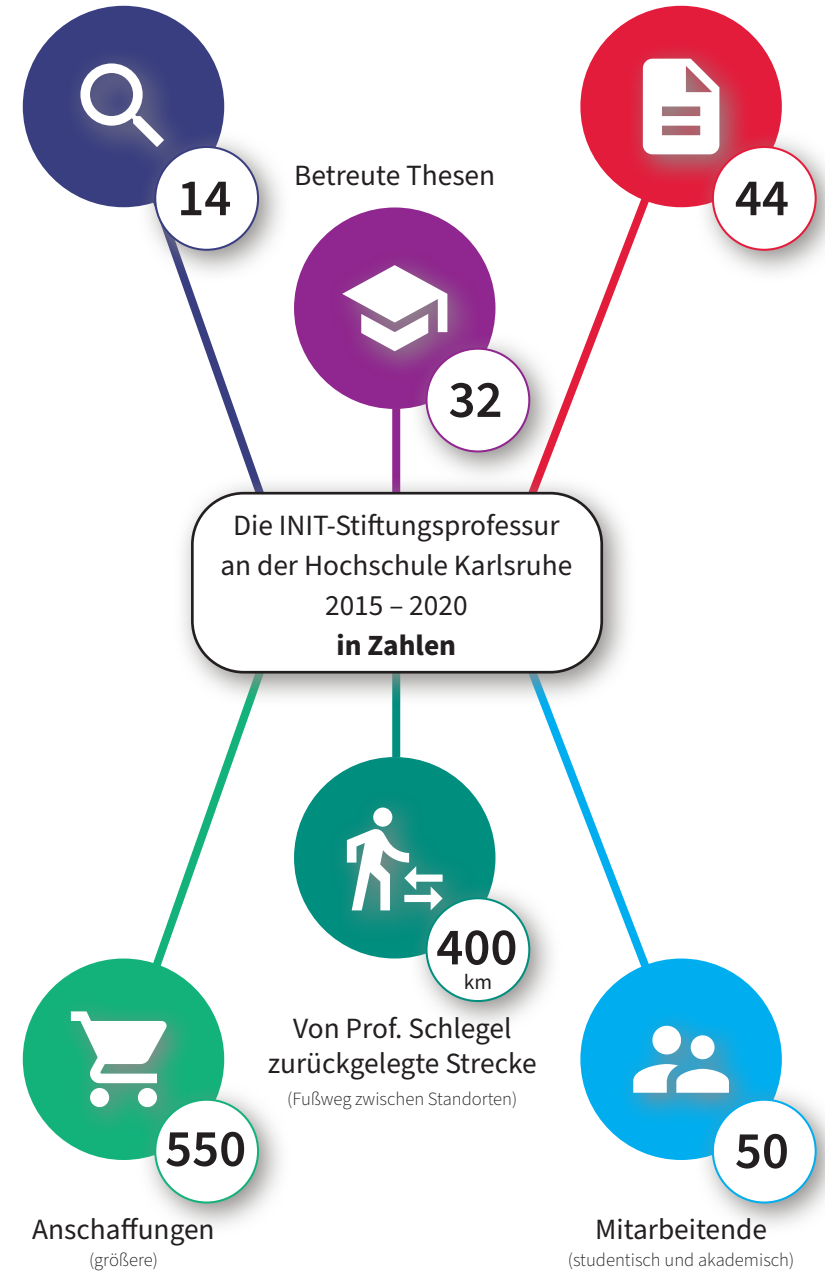 14
44
Betreute Thesen
32
Die INIT-Stiftungsprofessur
an der Hochschule Karlsruhe
2015 – 2020
in Zahlen
400
km
Von Prof. Schlegel
zurückgelegte Strecke
(Fußweg zwischen Standorten)
550
Anschaffungen
(größere)
50
Mitarbeitende
(studentisch und akademisch)